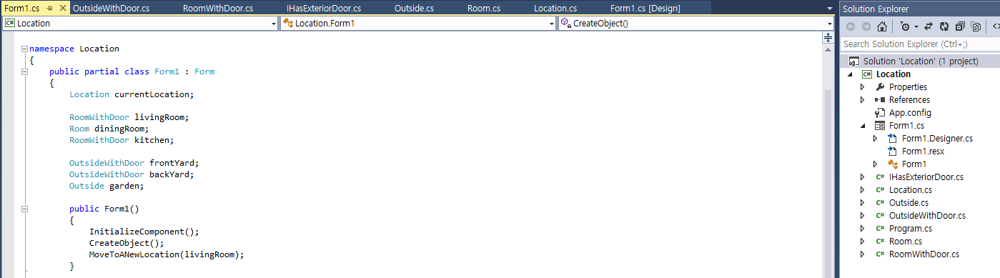 Form1.cs
OutsideWithDoor.cs
RoomWithDoor.cs
IHasExteriorDoor.cs
Outside.cs
Room.cs
Location.cs
Form1.cs [Design]
C# Location
Location.Form1
CreateObject()
namespace Location
{
public partial class Form1 : Form
{
Location currentLocation;
RoomWithDoor livingRoom;
Room diningRoom;
RoomWithDoor kitchen;
OutsideWithDoor frontYard;
OutsideWithDoor backYard;
Outside garden;
public Form1()
{
InitializeComponent();
CreateObject();
MoveToANewLocation(livingRoom);
}
Solution Explorer
Search Solution Explorer (Ctrl+;)
Solution 'Location' (1 project)
C# Location
Properties
References
App.config
Form1.cs
Form1.Designer.cs
Form1.resx
Form1
C# IHasExteriorDoor.cs
C# Location.cs
C# Outside.cs
C# OutsideWithDoor.cs
C# Program.cs
C# Room.cs
C# RoomWithDoor.cs